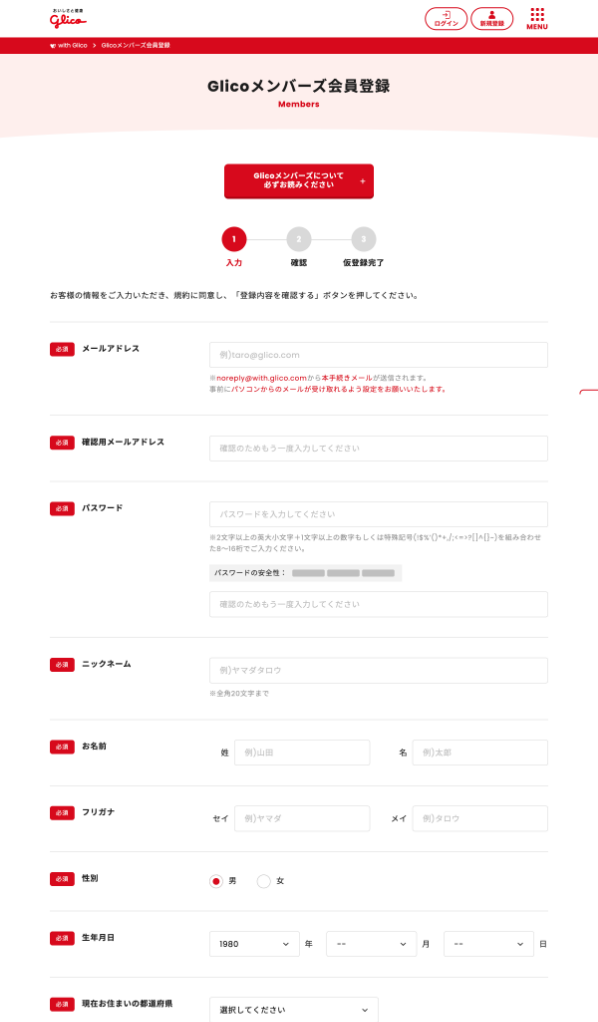 おいしさと健康
Glico
ログイン
新規登録
MENU
with Glico > Glicoメンバーズ会員登録
Glicoメンバーズ会員登録
Members
Glicoメンバーズについて
必ずお読みください
+
1
2
3
入力
確認
仮登録完了
お客様の情報をご入力いただき、規約に同意し、「登録内容を確認する」ボタンを押してください。
必須 メールアドレス
例)taro@glico.com
※noreply@with.glico.comから本手続きメールが送信されます。
事前にパソコンからのメールが受け取れるよう設定をお願いいたします。
必須 確認用メールアドレス
確認のためもう一度入力してください
必須 パスワード
パスワードを入力してください
※2文字以上の英大小文字＋1文字以上の数字もしくは特殊記号
を組み合わせ
た8〜16桁でご入力ください。
パスワードの安全性：
確認のためもう一度入力してください
必須 ニックネーム
例)ヤマダタロウ
※全角20文字まで
必須 お名前
姓 例)山田 名 例)太郎
必須 フリガナ
セイ 例)ヤマダ メイ 例)タロウ
必須 性別
男 女
必須 生年月日
1980 年 -- 月 -- 日
必須 現在お住まいの都道府県
選択してください